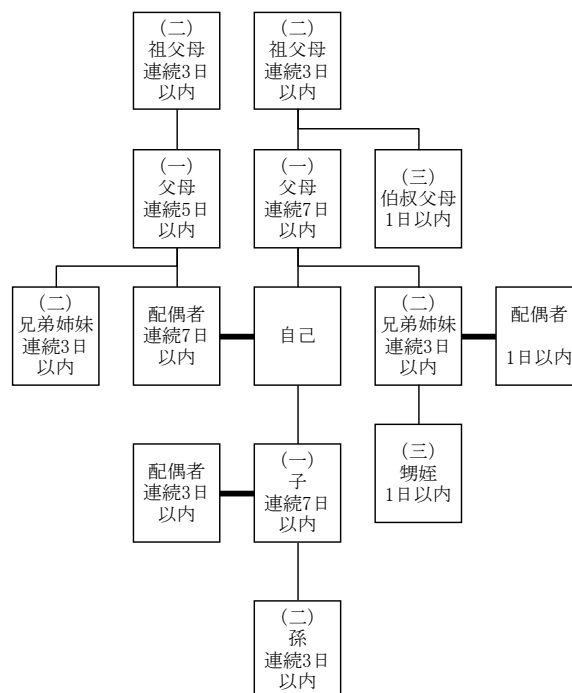 (二)
祖父母
連続3日
以内
(二)
祖父母
連続3日
以内
(一)
父母
連続5日
以内
(一)
父母
連続7日
以内
(三)
伯叔父母
1日以内
(二)
兄弟姉妹
連続3日
以内
配偶者
連続7日
以内
自己
(二)
兄弟姉妹
連続3日
以内
配偶者
1日以内
配偶者
連続3日
以内
(一)
子
連続7日
以内
(三)
甥姪
1日以内
(二)
孫
連続3日
以内